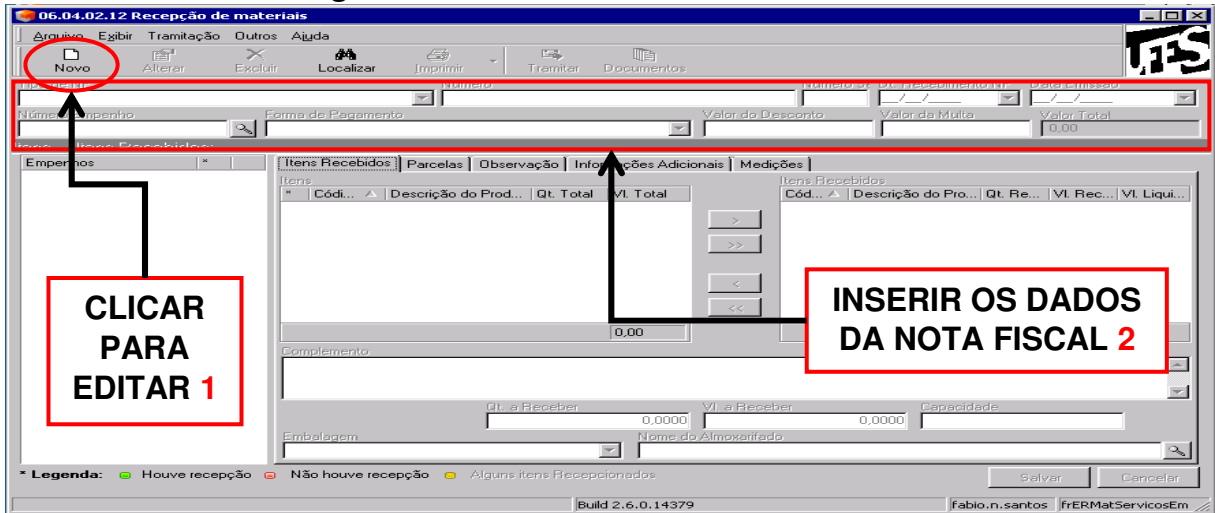 06.04.02.12 Recepção de materiais
Arquivo Exibir Tramitação Outros Ajuda
Novo Alterar Excluir Localizar Imprimir Tramitar Documentos
Número Dt. Recebimento NF Data Emissão
Número Empenho Forma de Pagamento Valor do Desconto Valor da Multa Valor Total
0,00
Empenhos * Itens Recebidos Parcelas Observação Informações Adicionais Medições
Itens Itens Recebidos
* Códi... Descrição do Prod... Qt. Total Vl. Total Cód... Descrição do Pro... Qt. Re... Vl. Rec... Vl. Liqui...
>
>>
<
<<
CLICAR
PARA
EDITAR 1
INSERIR OS DADOS
DA NOTA FISCAL 2
0,00
Complemento
Qt. a Receber Vl. a Receber Capacidade
0,0000 0,0000
Embalagem Nome do Almoxarifado
* Legenda: Houve recepção Não houve recepção Alguns itens Recepcionados Salvar Cancelar
Build 2.6.0.14379 fabio.n.santos frERMatServicosEm